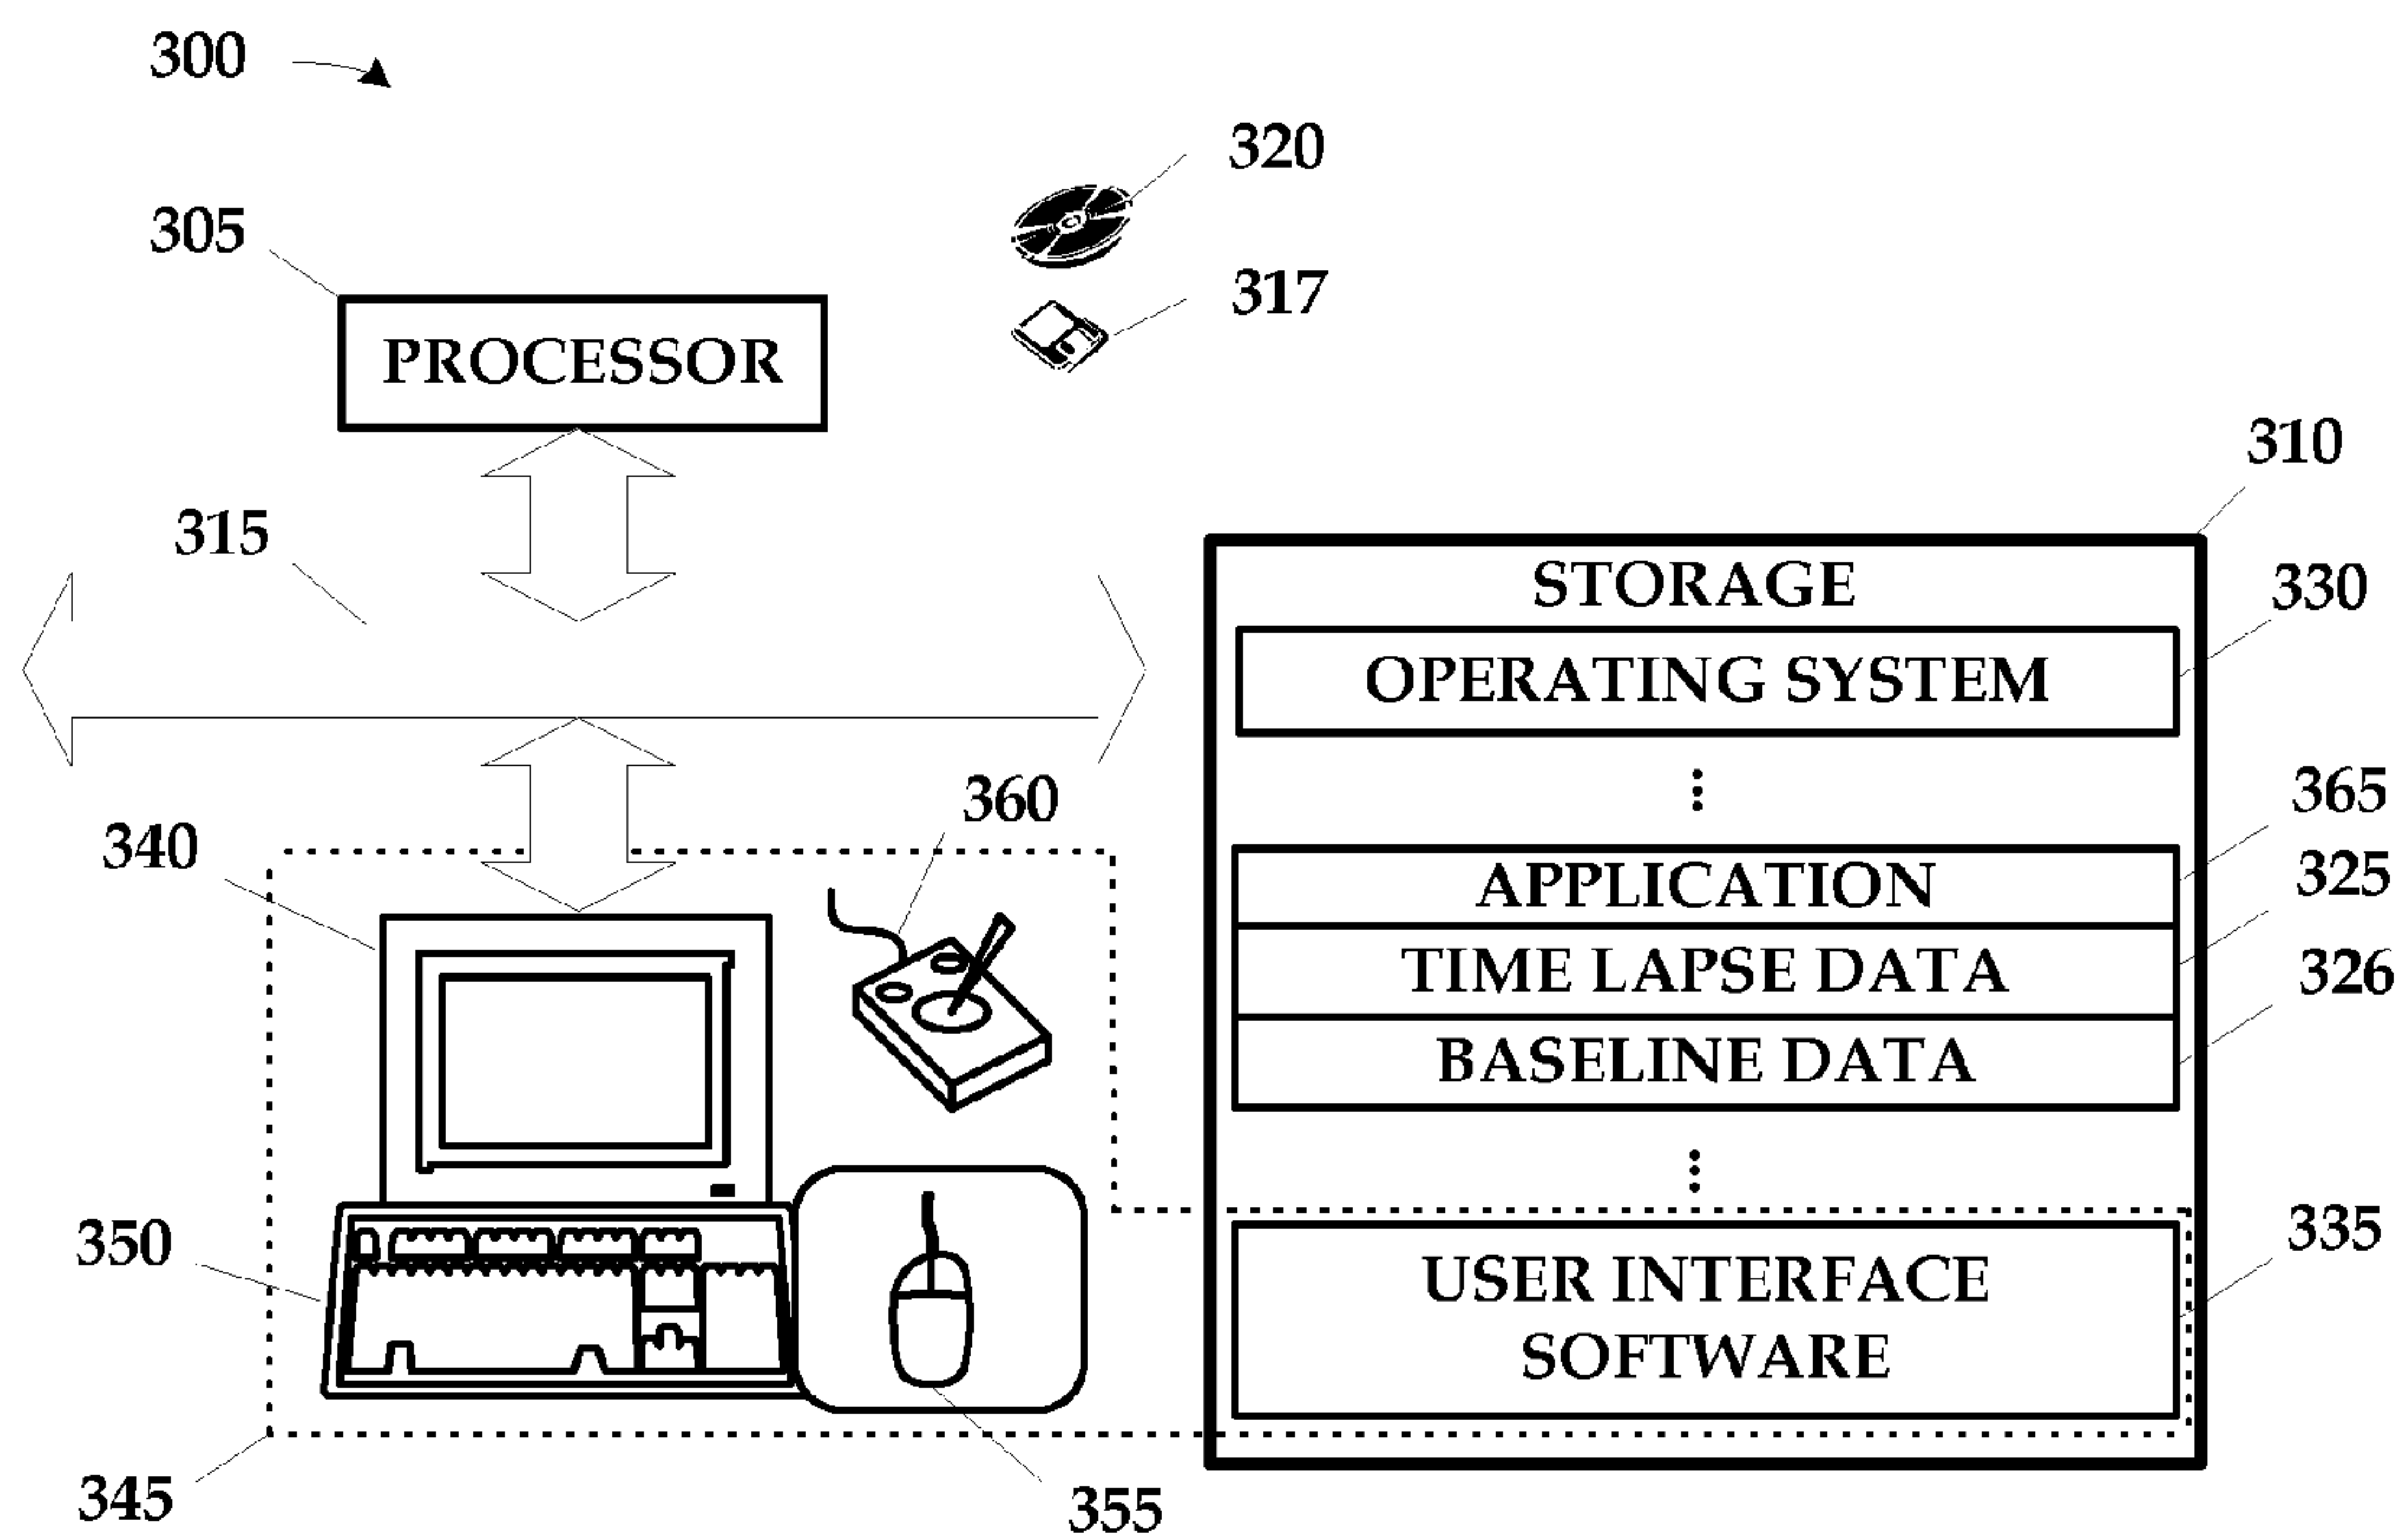 300
320
305
317
PROCESSOR
310
315
STORAGE
330
OPERATING SYSTEM
360
365
340
APPLICATION
325
TIME LAPSE DATA
326
BASELINE DATA
350
335
USER INTERFACE
SOFTWARE
345
355